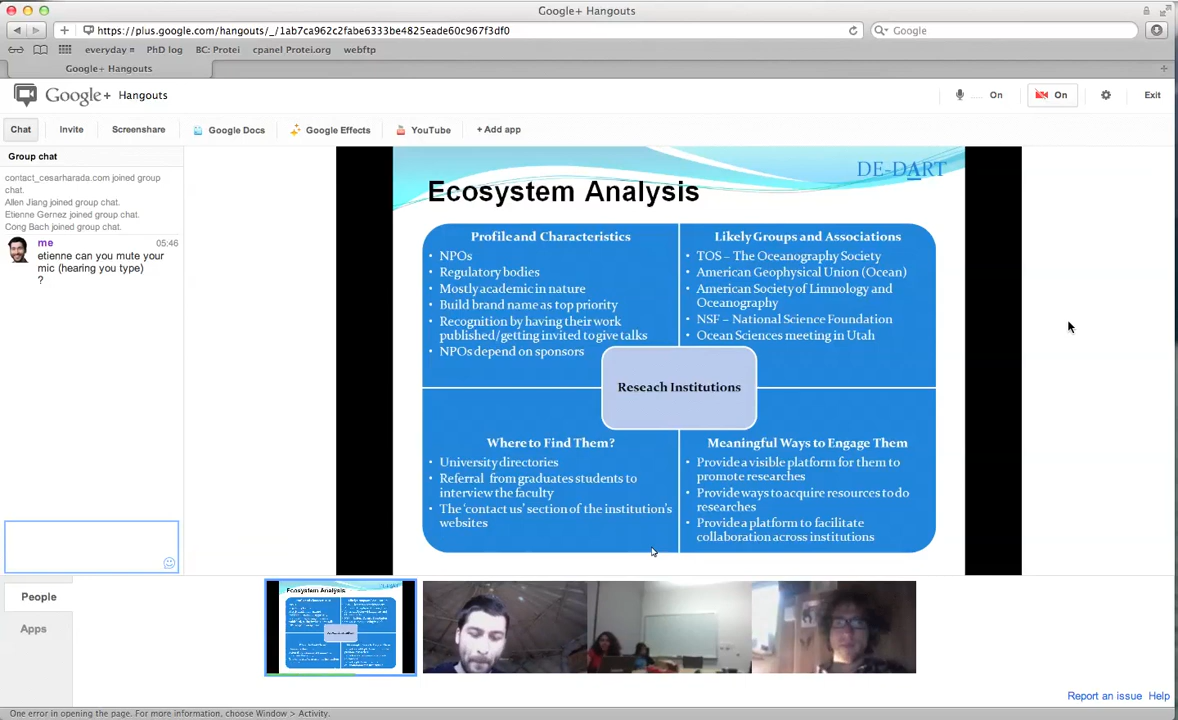 Google+ Hangouts
https://plus.google.com/hangouts/_/1ab7ca962c2fabe6333be4825eade60c967f3df0
Google
everyday
PhD log
BC: Protei
cpanel Protei.org
webftp
Google+ Hangouts
Google+ Hangouts
On
On
Exit
Chat
Invite
Screenshare
Google Docs
Google Effects
YouTube
+ Add app
Group chat
contact_cesarharada.com joined group
chat.
Allen Jiang joined group chat.
Etienne Gernez joined group chat.
Cong Bach joined group chat.
me
05:46
etienne can you mute your
mic (hearing you type)
?
DE-DART
Ecosystem Analysis
Profile and Characteristics
• NPOs
• Regulatory bodies
• Mostly academic in nature
• Build brand name as top priority
• Recognition by having their work
published/getting invited to give talks
• NPOs depend on sponsors
Likely Groups and Associations
• TOS – The Oceanography Society
• American Geophysical Union (Ocean)
• American Society of Limnology and
Oceanography
• NSF – National Science Foundation
• Ocean Sciences meeting in Utah
Reseach Institutions
Where to Find Them?
• University directories
• Referral from graduates students to
interview the faculty
• The 'contact us' section of the institution's
websites
Meaningful Ways to Engage Them
• Provide a visible platform for them to
promote researches
• Provide ways to acquire resources to do
researches
• Provide a platform to facilitate
collaboration across institutions
People
Apps
Ecosystem Analysis
Report an issue
Help
One error in opening the page. For more information, choose Window > Activity.